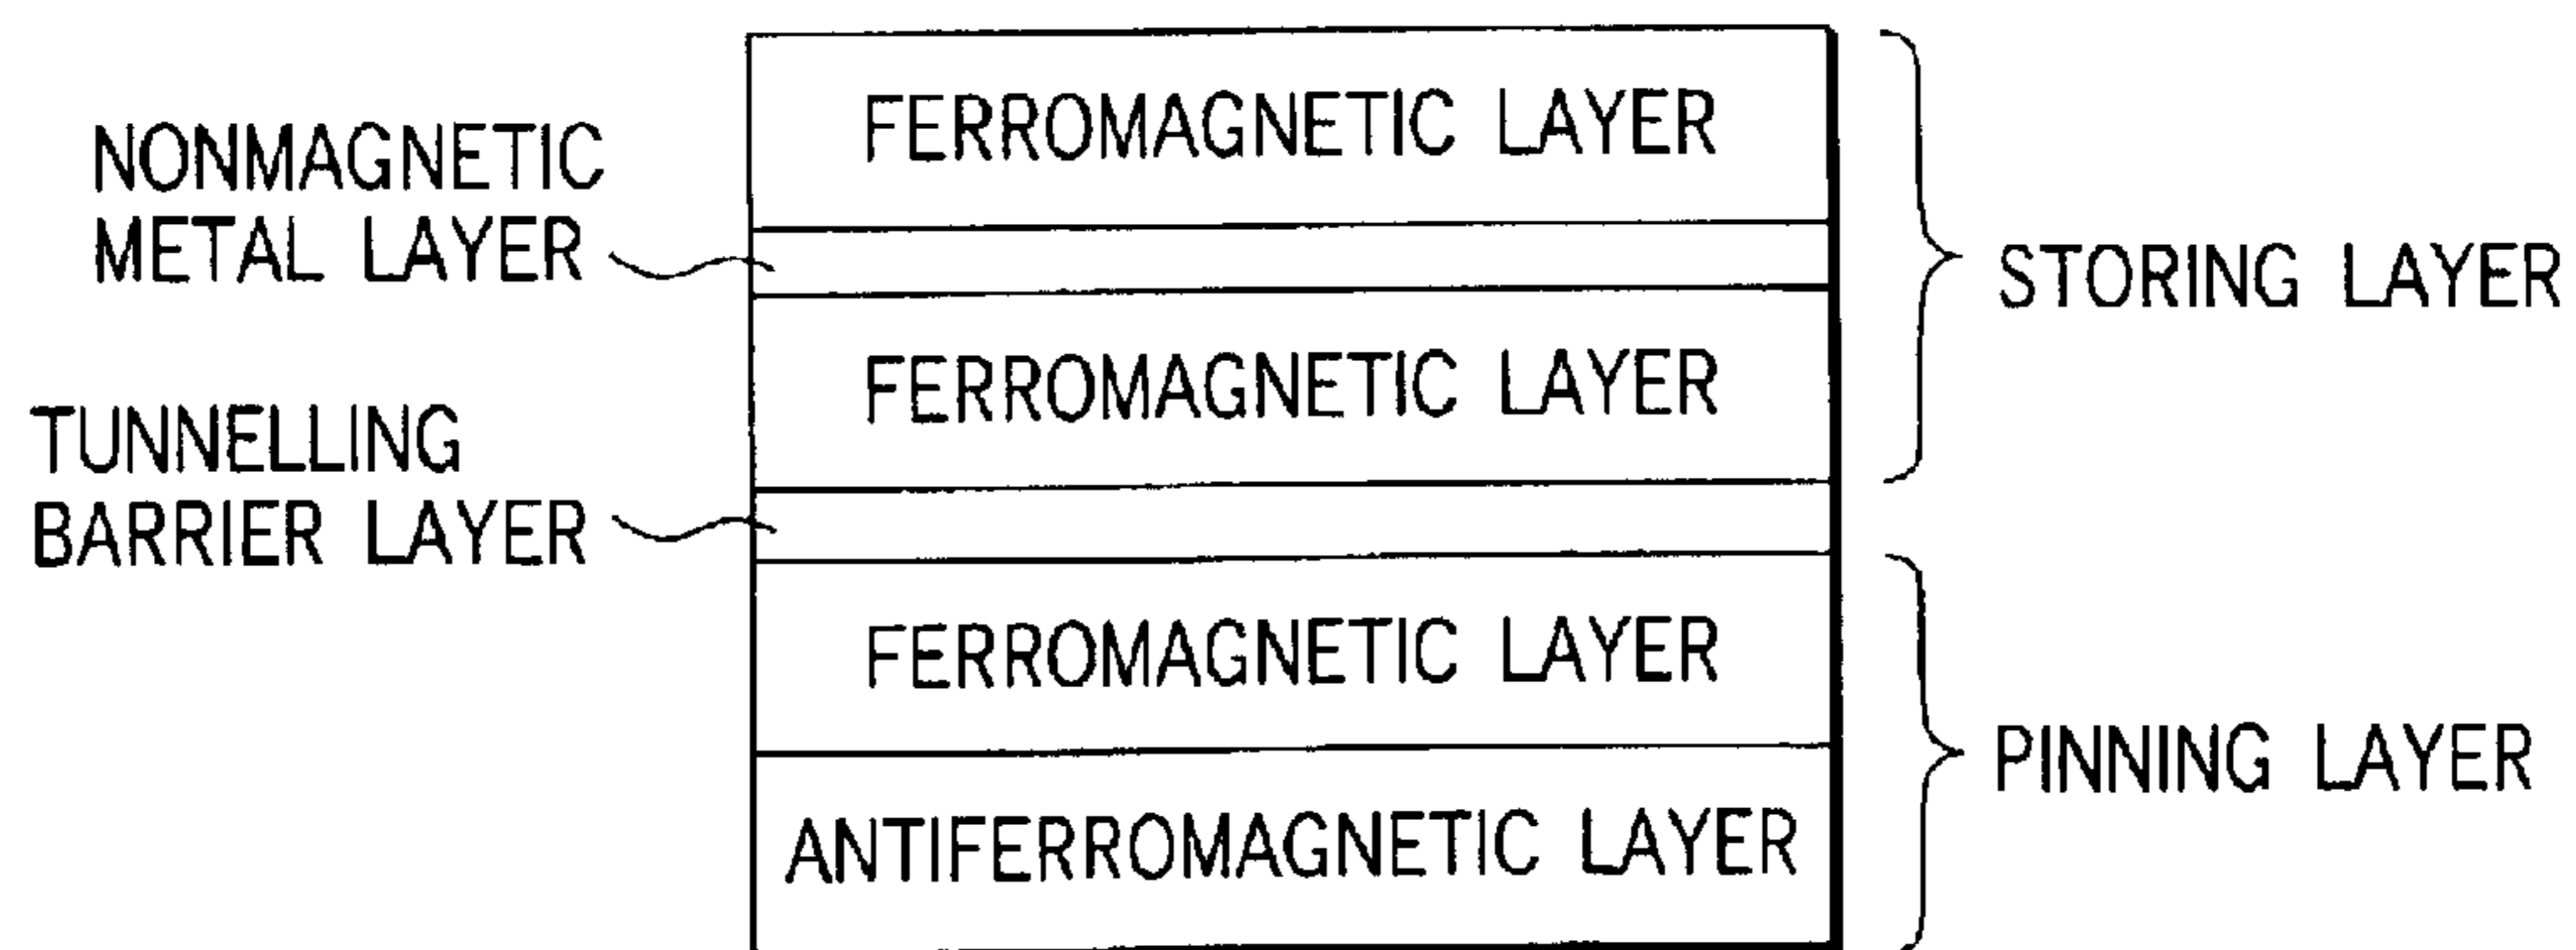 FERROMAGNETIC LAYER
NONMAGNETIC
METAL LAYER
STORING LAYER
FERROMAGNETIC LAYER
TUNNELLING
BARRIER LAYER
FERROMAGNETIC LAYER
PINNING LAYER
ANTIFERROMAGNETIC LAYER